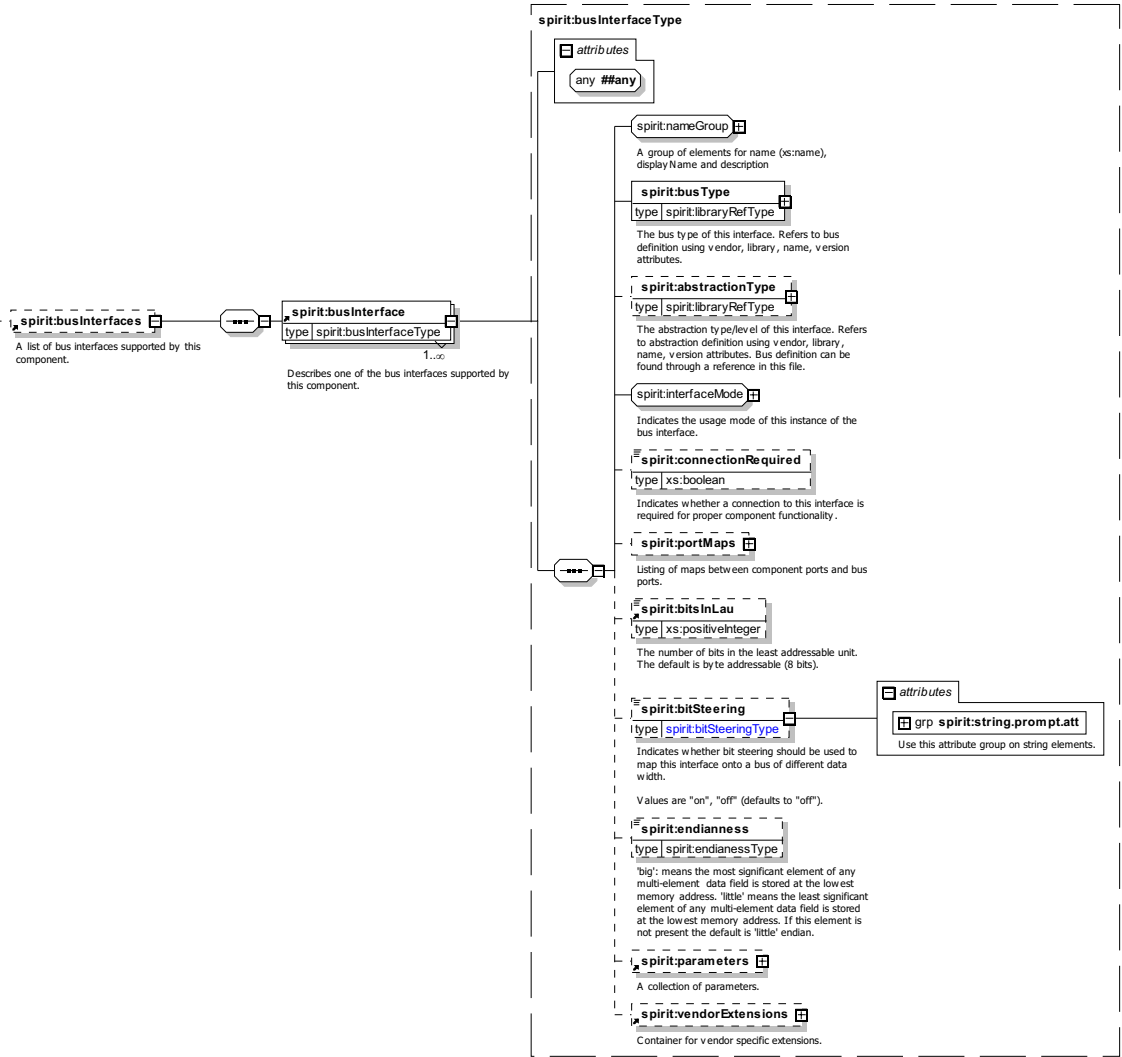 spirit:busInterfaceType
attributes
any ##any
spirit:nameGroup
A group of elements for name (xs:name),
displayName and description
spirit:busType
type spirit:libraryRefType
The bus type of this interface. Refers to bus
definition using vendor, library, name, version
attributes.
spirit:abstractionType
type spirit:libraryRefType
The abstraction type/level of this interface. Refers
to abstraction definition using vendor, library,
name, version attributes. Bus definition can be
found through a reference in this file.
spirit:busInterfaces
A list of bus interfaces supported by this
component.
spirit:busInterface
type spirit:busInterfaceType
1..∞
Describes one of the bus interfaces supported by
this component.
spirit:interfaceMode
Indicates the usage mode of this instance of the
bus interface.
spirit:connectionRequired
type xs:boolean
Indicates whether a connection to this interface is
required for proper component functionality.
spirit:portMaps
Listing of maps between component ports and bus
ports.
spirit:bitsInLau
type xs:positiveInteger
The number of bits in the least addressable unit.
The default is byte addressable (8 bits).
spirit:bitSteering
type spirit:bitSteeringType
Indicates whether bit steering should be used to
map this interface onto a bus of different data
width.
Values are "on", "off" (defaults to "off").
attributes
grp spirit:string.prompt.att
Use this attribute group on string elements.
spirit:endianness
type spirit:endianessType
'big': means the most significant element of any
multi-element data field is stored at the lowest
memory address. 'little' means the least significant
element of any multi-element data field is stored
at the lowest memory address. If this element is
not present the default is 'little' endian.
spirit:parameters
A collection of parameters.
spirit:vendorExtensions
Container for vendor specific extensions.